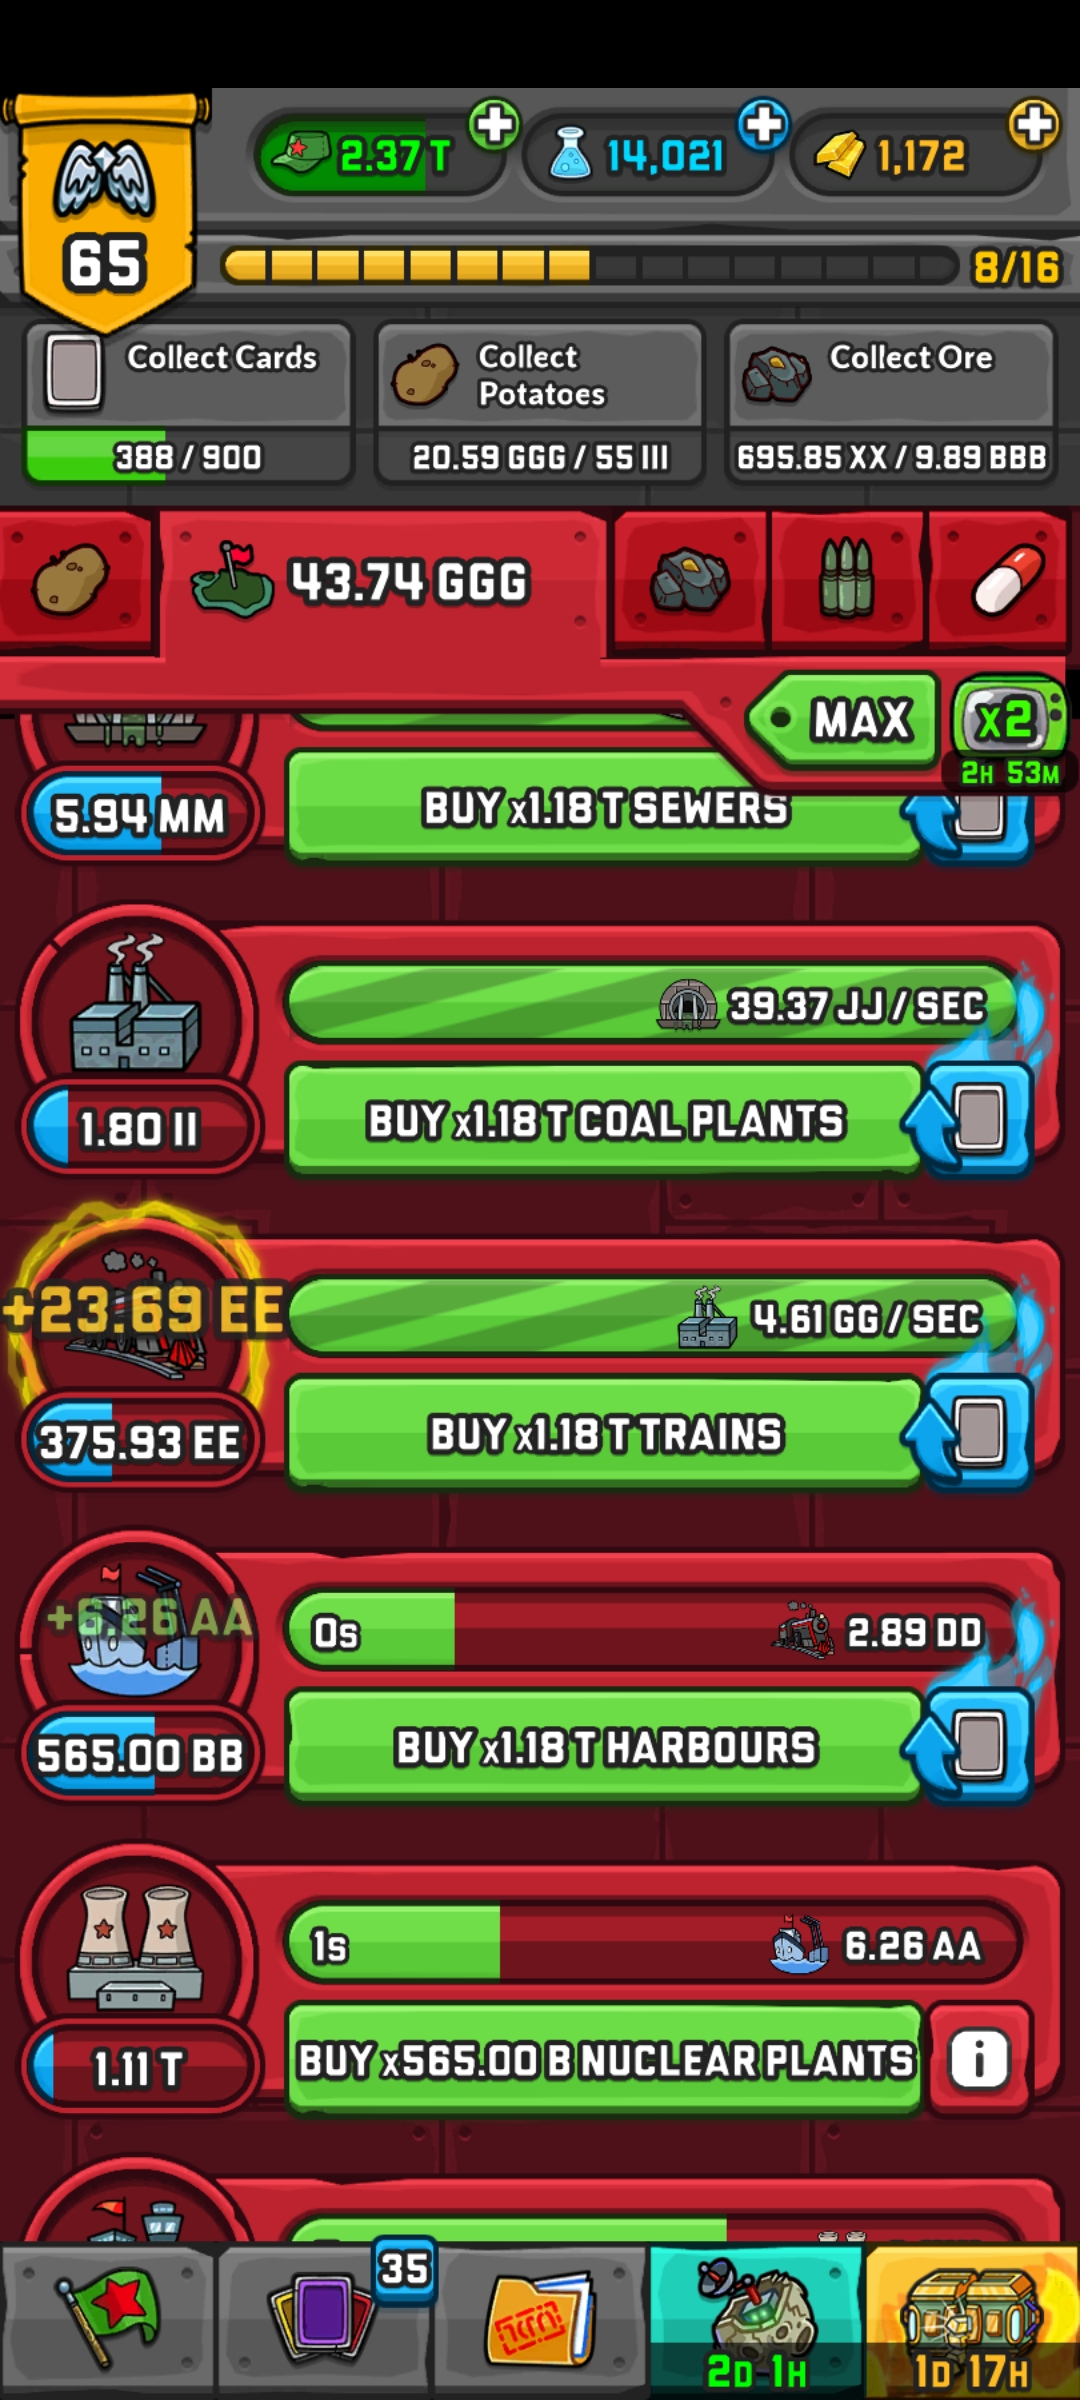 2.37 T
14,021
1,172
65
8/16
Collect Cards
388 / 900
Collect
Potatoes
20.59 GGG / 55 III
Collect Ore
695.85 XX / 9.89 BBB
43.74 GGG
MAX
x2
2H 53M
5.94 MM
BUY x1.18 T SEWERS
39.37 JJ / SEC
1.80 II
BUY x1.18 T COAL PLANTS
+23.69 EE
4.61 GG / SEC
375.93 EE
BUY x1.18 T TRAINS
+6.26 AA
0s
2.89 DD
565.00 BB
BUY x1.18 T HARBOURS
1s
6.26 AA
1.11 T
BUY x565.00 B NUCLEAR PLANTS
i
35
2D 1H
1D 17H